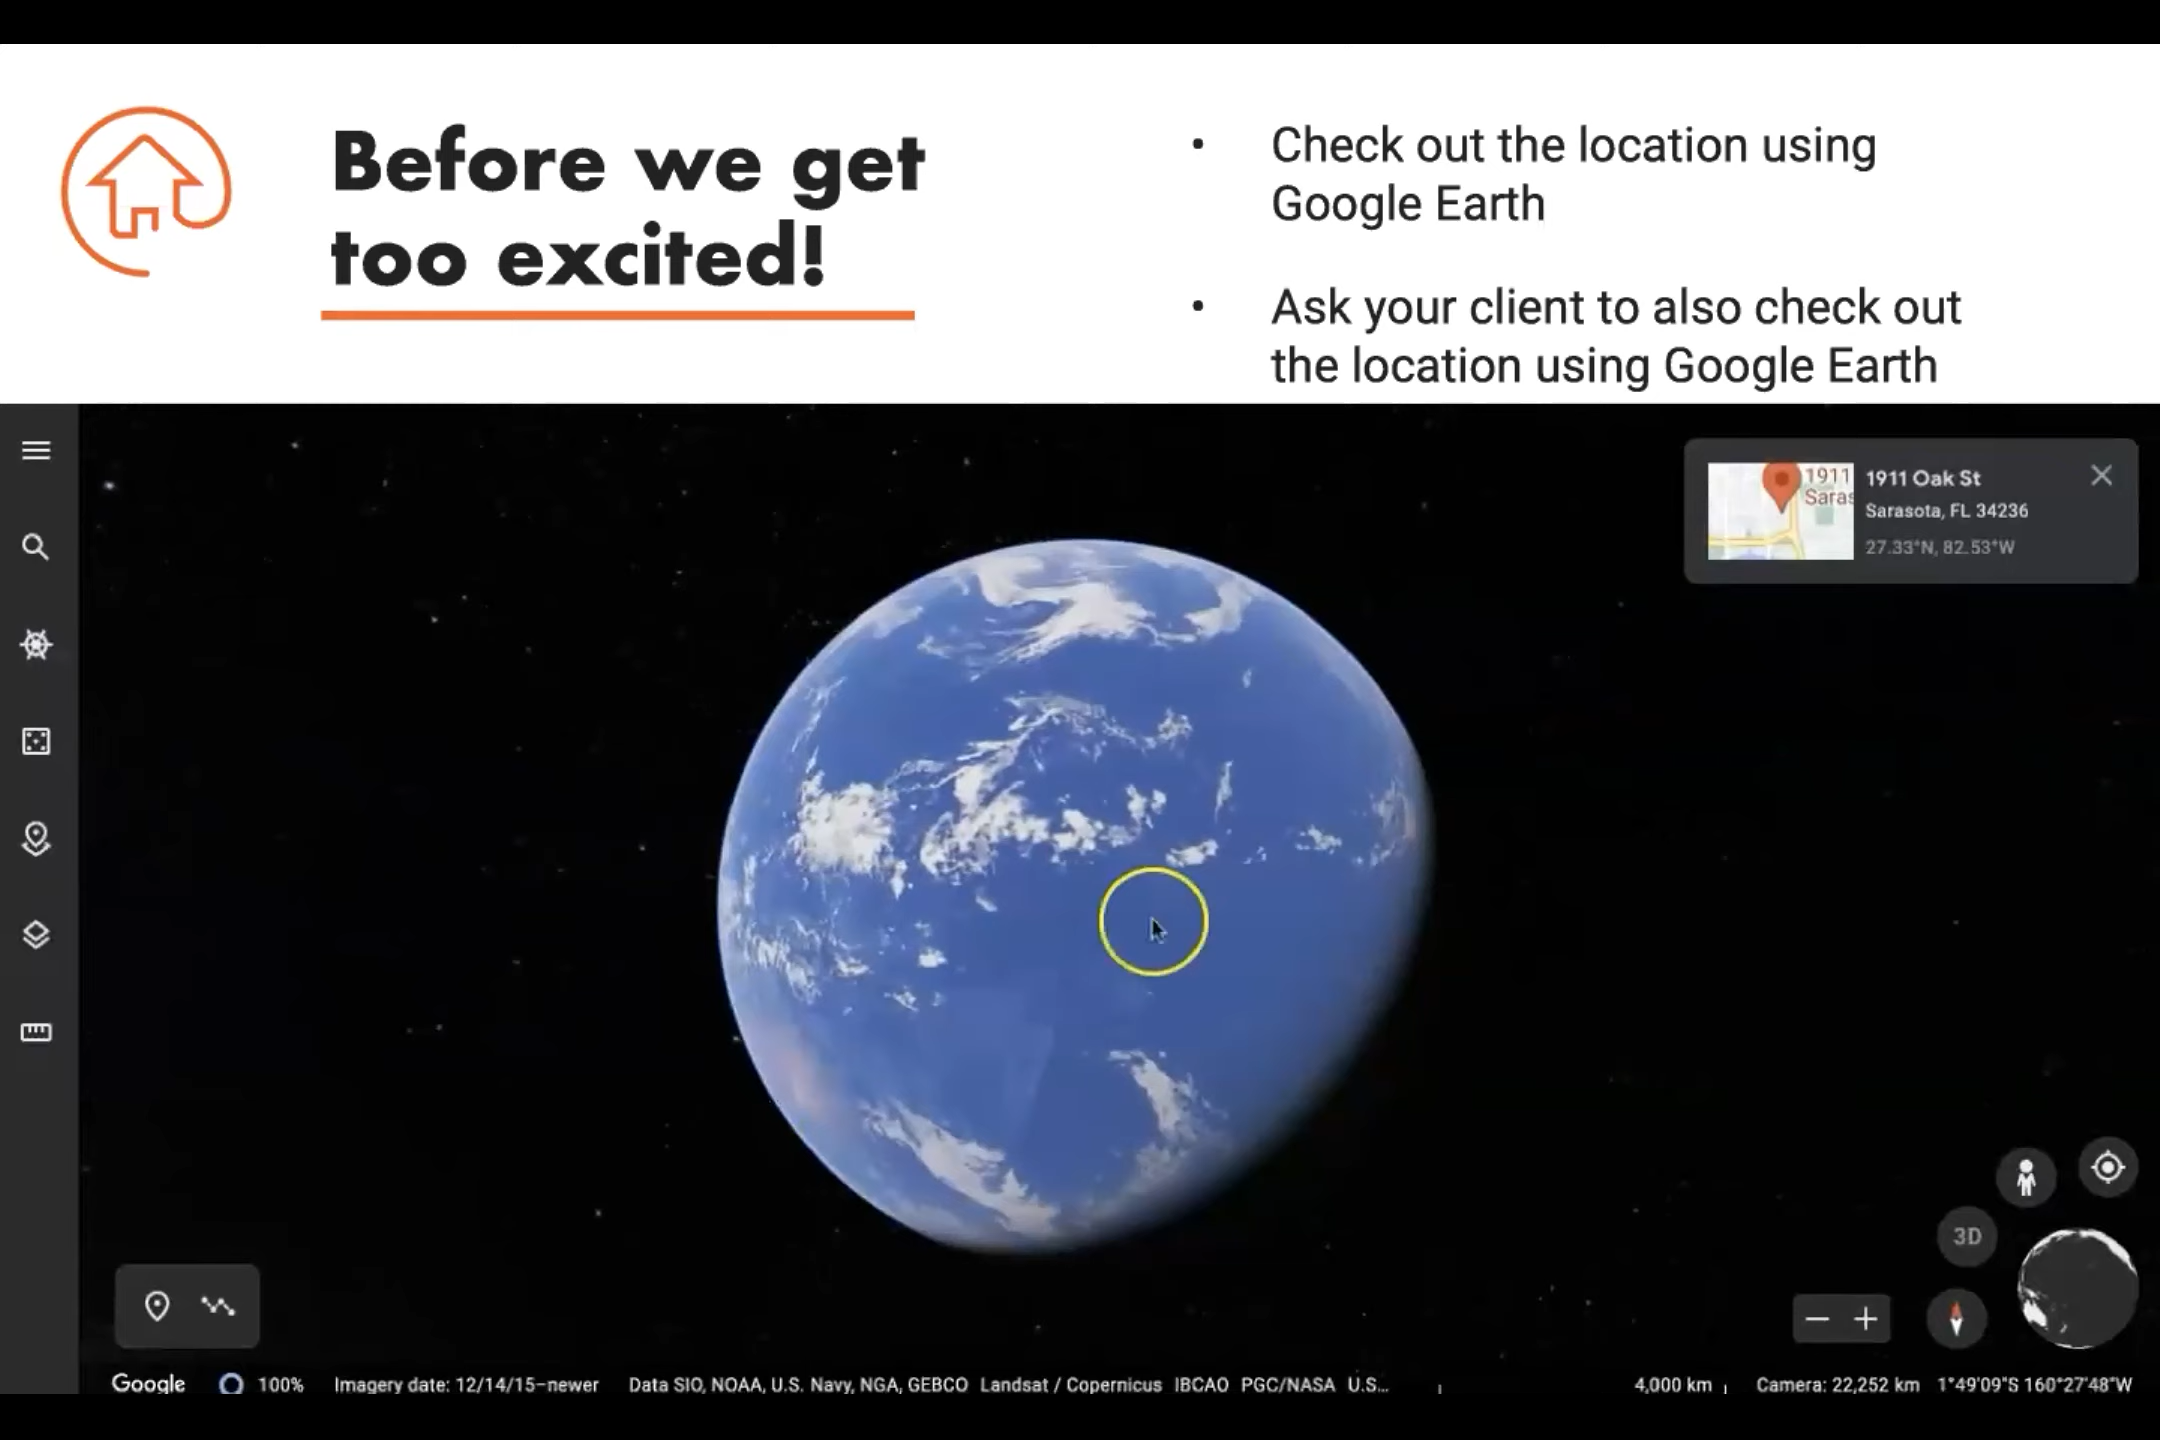 Before we get
too excited!
• Check out the location using
Google Earth
• Ask your client to also check out
the location using Google Earth
1911
Saras
1911 Oak St
Sarasota, FL 34236
27.33°N, 82.53°W
3D
Google 100% Imagery date: 12/14/15-newer Data SIO, NOAA, U.S. Navy, NGA, GEBCO Landsat / Copernicus IBCAO PGC/NASA U.S... 4,000 km Camera: 22,252 km 1°49'09"S 160°27'48"W